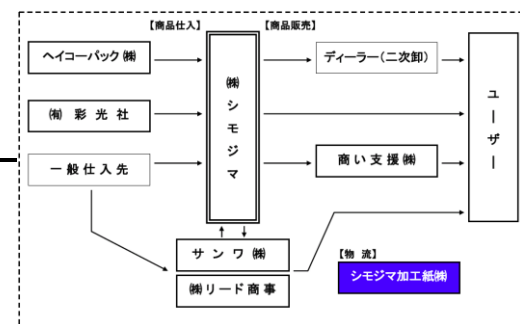 【商品仕入】
【商品販売】
ヘイコーパック㈱
㈲ 彩 光 社
一 般 仕 入 先
㈱シモジマ
ディーラー(二次卸)
商 い 支 援 ㈱
ユーザー
サ ン ワ ㈱
㈱リード商事
【物 流】
シモジマ加工紙㈱